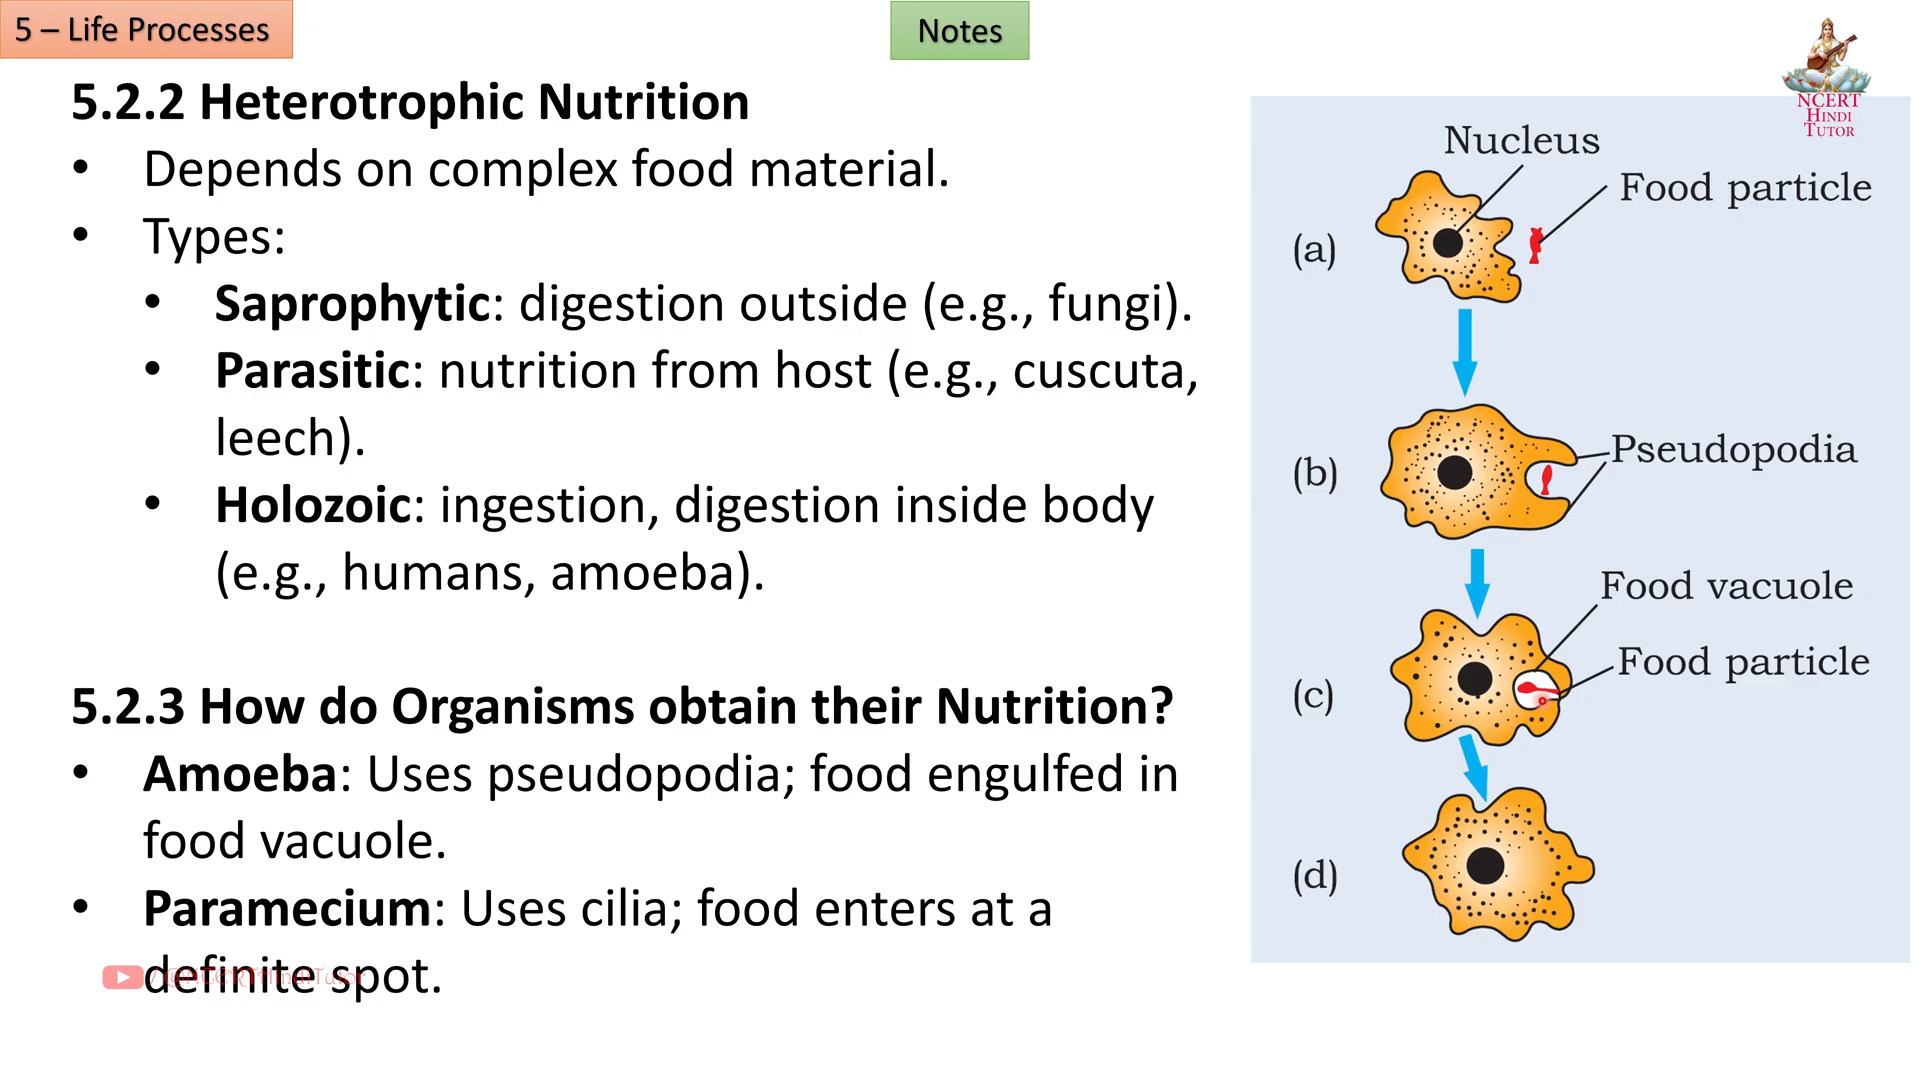 5 – Life Processes
Notes
NCERT
HINDI
TUTOR
5.2.2 Heterotrophic Nutrition
• Depends on complex food material.
• Types:
• Saprophytic: digestion outside (e.g., fungi).
• Parasitic: nutrition from host (e.g., cuscuta,
leech).
• Holozoic: ingestion, digestion inside body
(e.g., humans, amoeba).
5.2.3 How do Organisms obtain their Nutrition?
• Amoeba: Uses pseudopodia; food engulfed in
food vacuole.
• Paramecium: Uses cilia; food enters at a
definite spot.
/@NCERTHindiTutor
Nucleus
Food particle
(a)
Pseudopodia
(b)
Food vacuole
Food particle
(c)
(d)